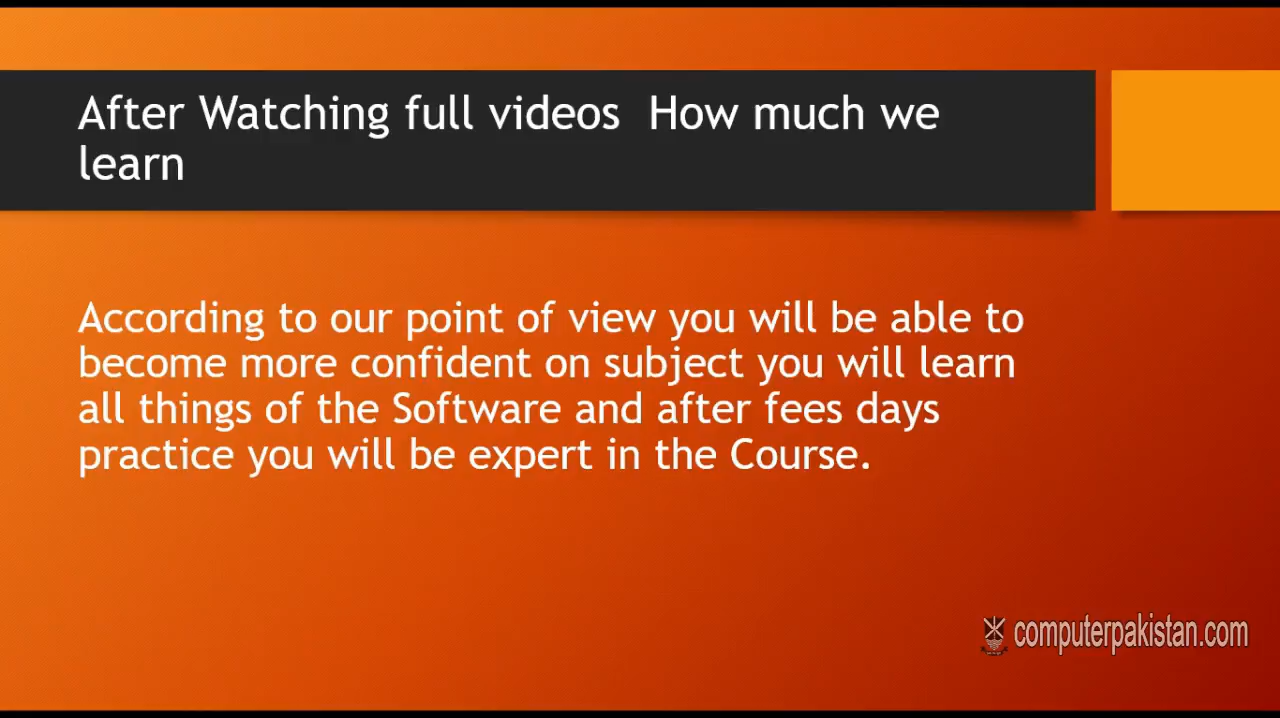 After Watching full videos  How much we
learn
According to our point of view you will be able to
become more confident on subject you will learn
all things of the Software and after fees days
practice you will be expert in the Course.
computerpakistan.com